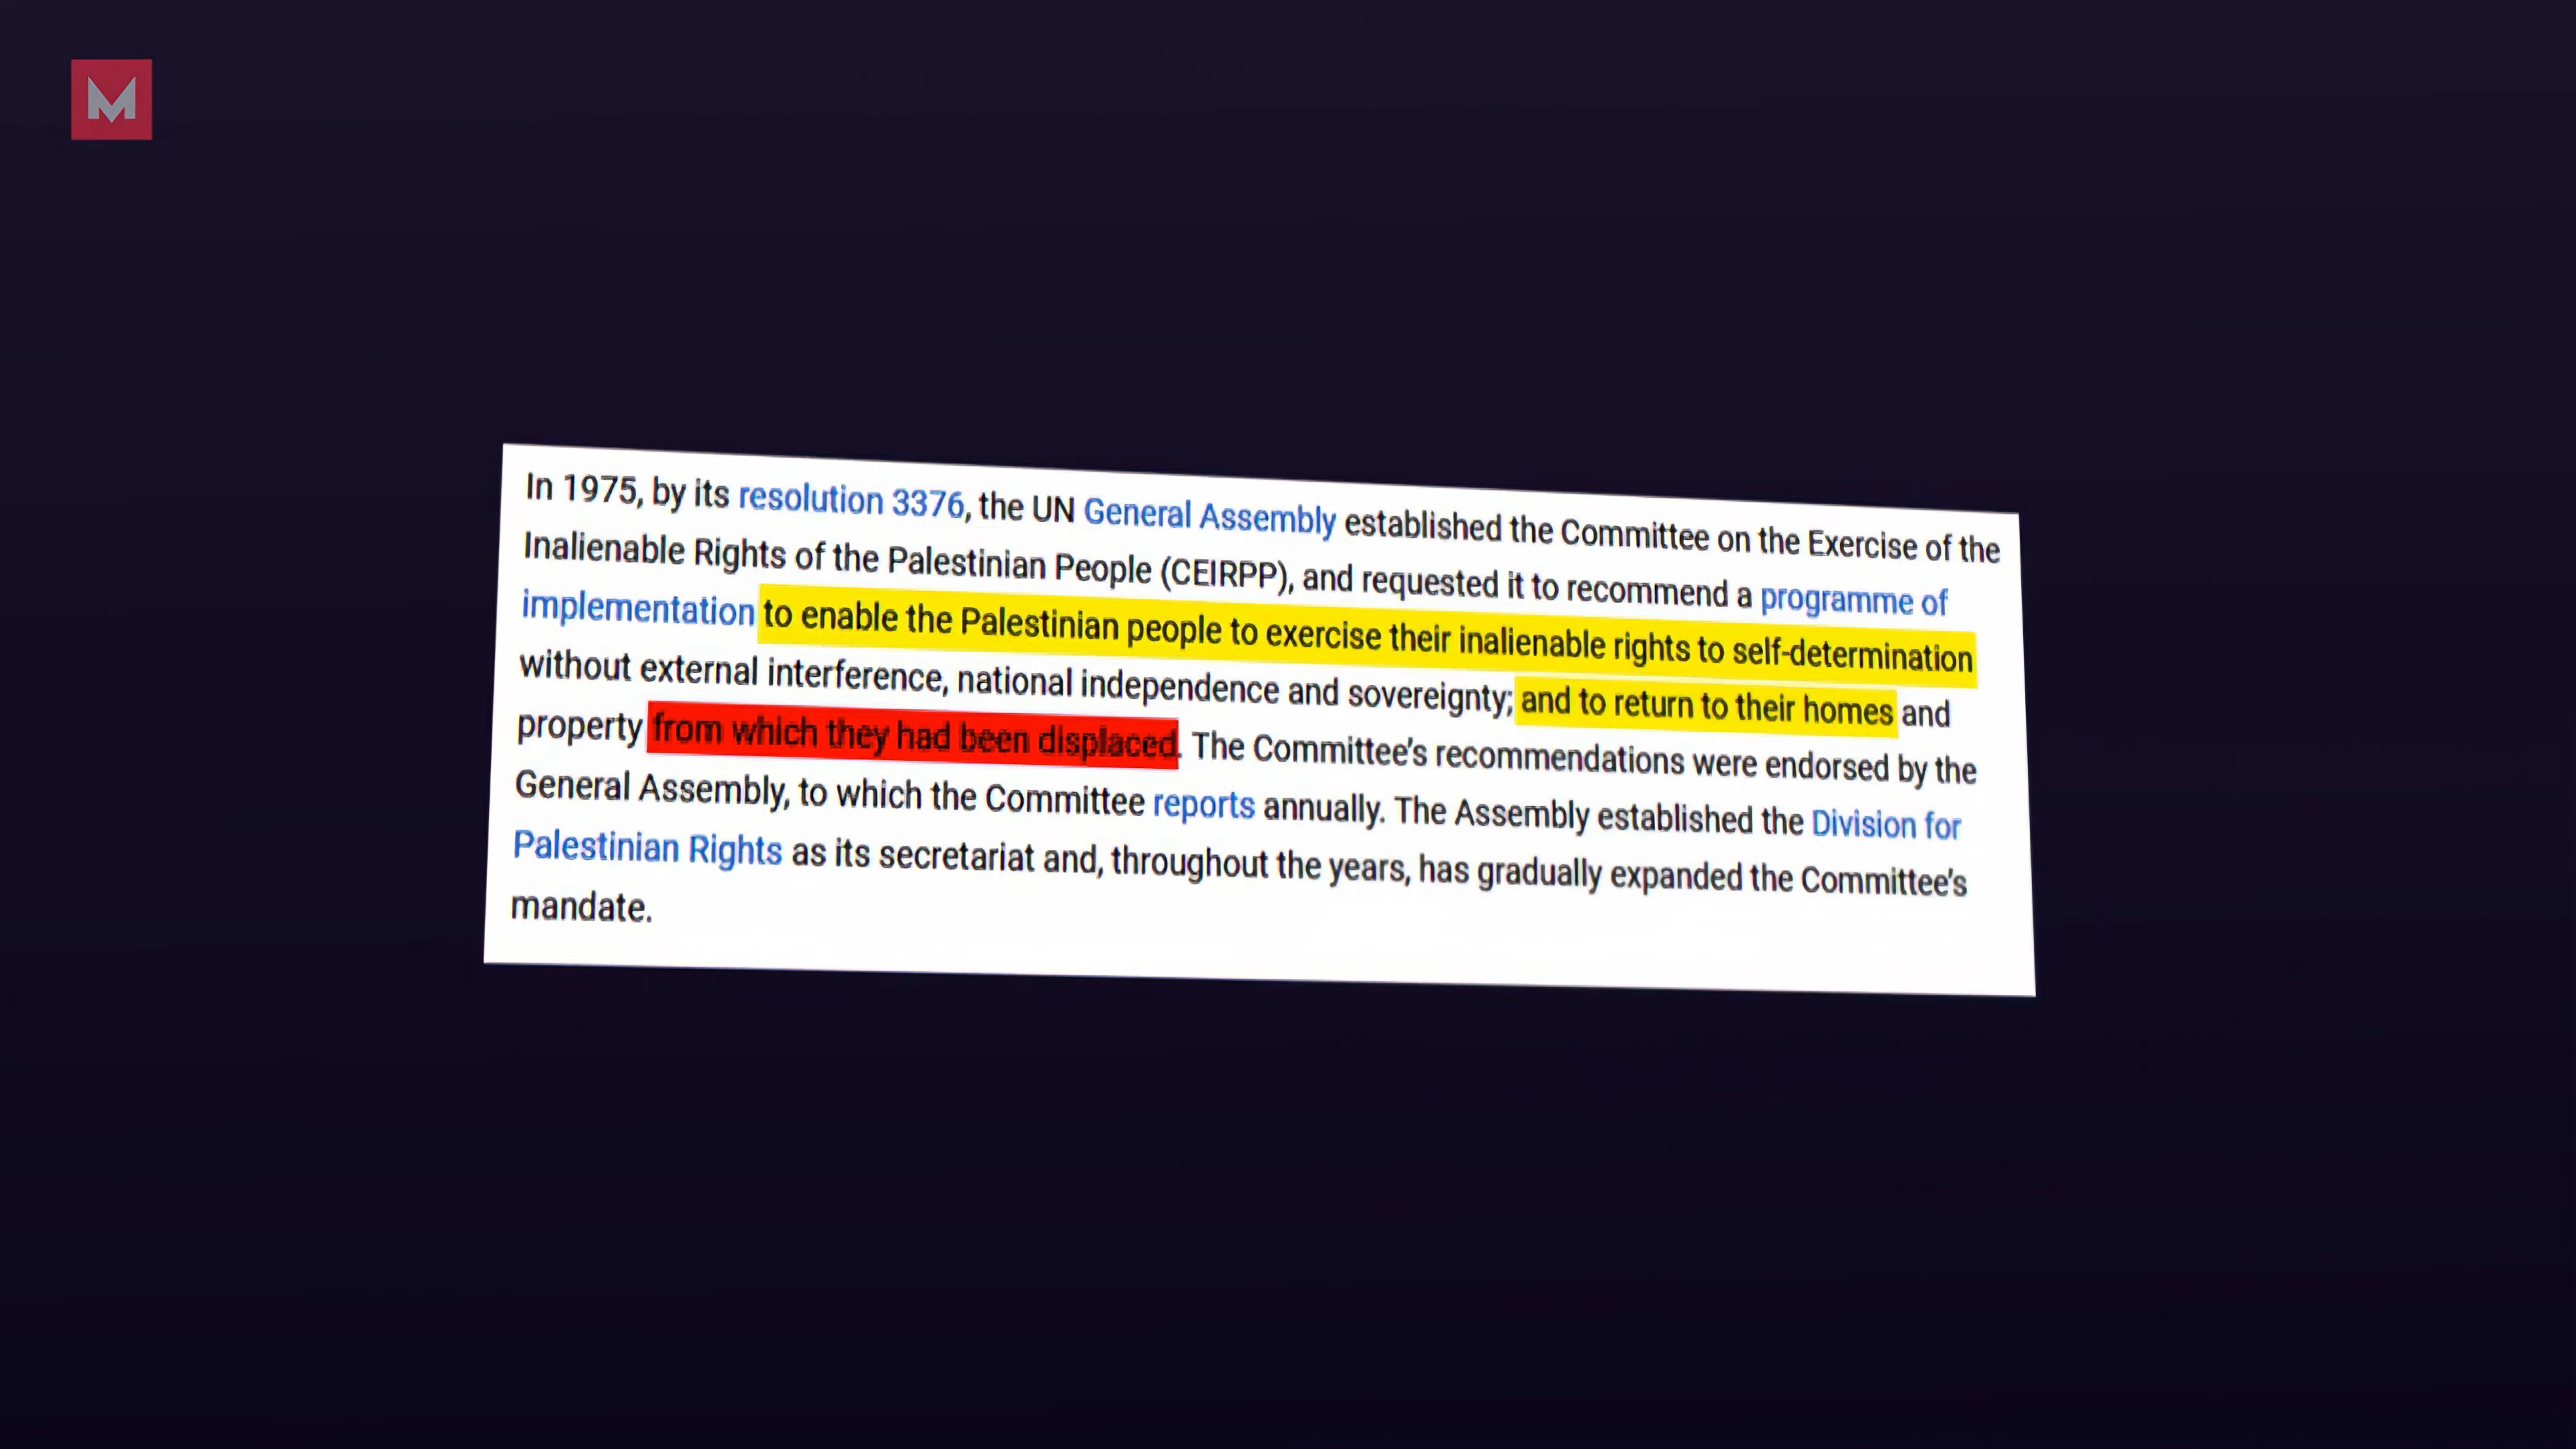 M
In 1975, by its resolution 3376, the UN General Assembly established the Committee on the Exercise of the
Inalienable Rights of the Palestinian People (CEIRPP), and requested it to recommend a programme of
implementation to enable the Palestinian people to exercise their inalienable rights to self-determination
without external interference, national independence and sovereignty; and to return to their homes and
property from which they had been displaced. The Committee's recommendations were endorsed by the
General Assembly, to which the Committee reports annually. The Assembly established the Division for
Palestinian Rights as its secretariat and, throughout the years, has gradually expanded the Committee's
mandate.